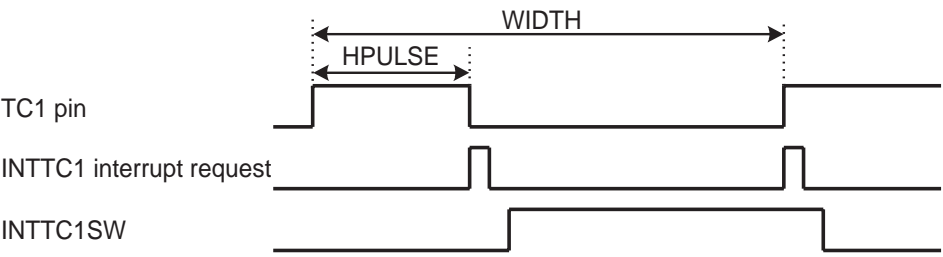 WIDTH
HPULSE
TC1 pin
INTTC1 interrupt request
INTTC1SW